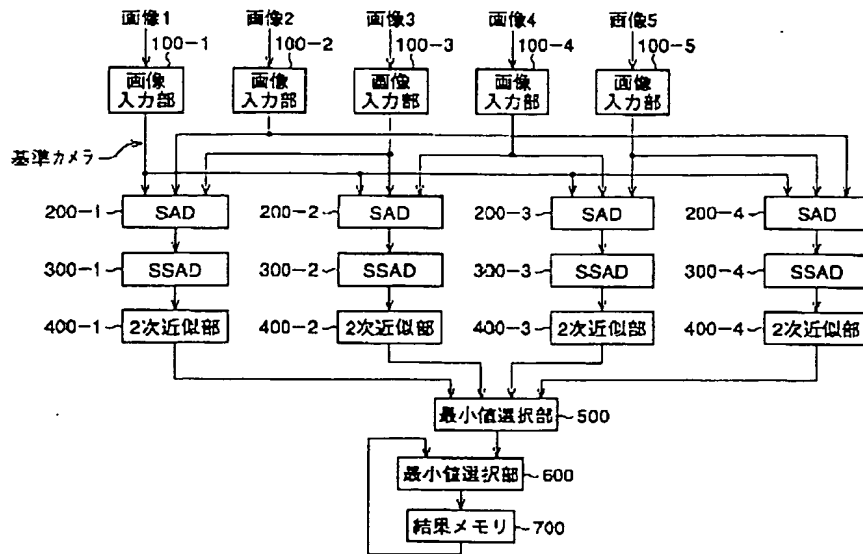 画像1 画像2 画像3 画像4 画像5
100-1 100-2 100-3 100-4 100-5
画像入力部 画像入力部 画像入力部 画像入力部 画像入力部
基準カメラ
200-1 SAD 200-2 SAD 200-3 SAD 200-4 SAD
300-1 SSAD 300-2 SSAD 300-3 SSAD 300-4 SSAD
400-1 2次近似部 400-2 2次近似部 400-3 2次近似部 400-4 2次近似部
最小値選択部 500
最小値選択部 600
結果メモリ 700